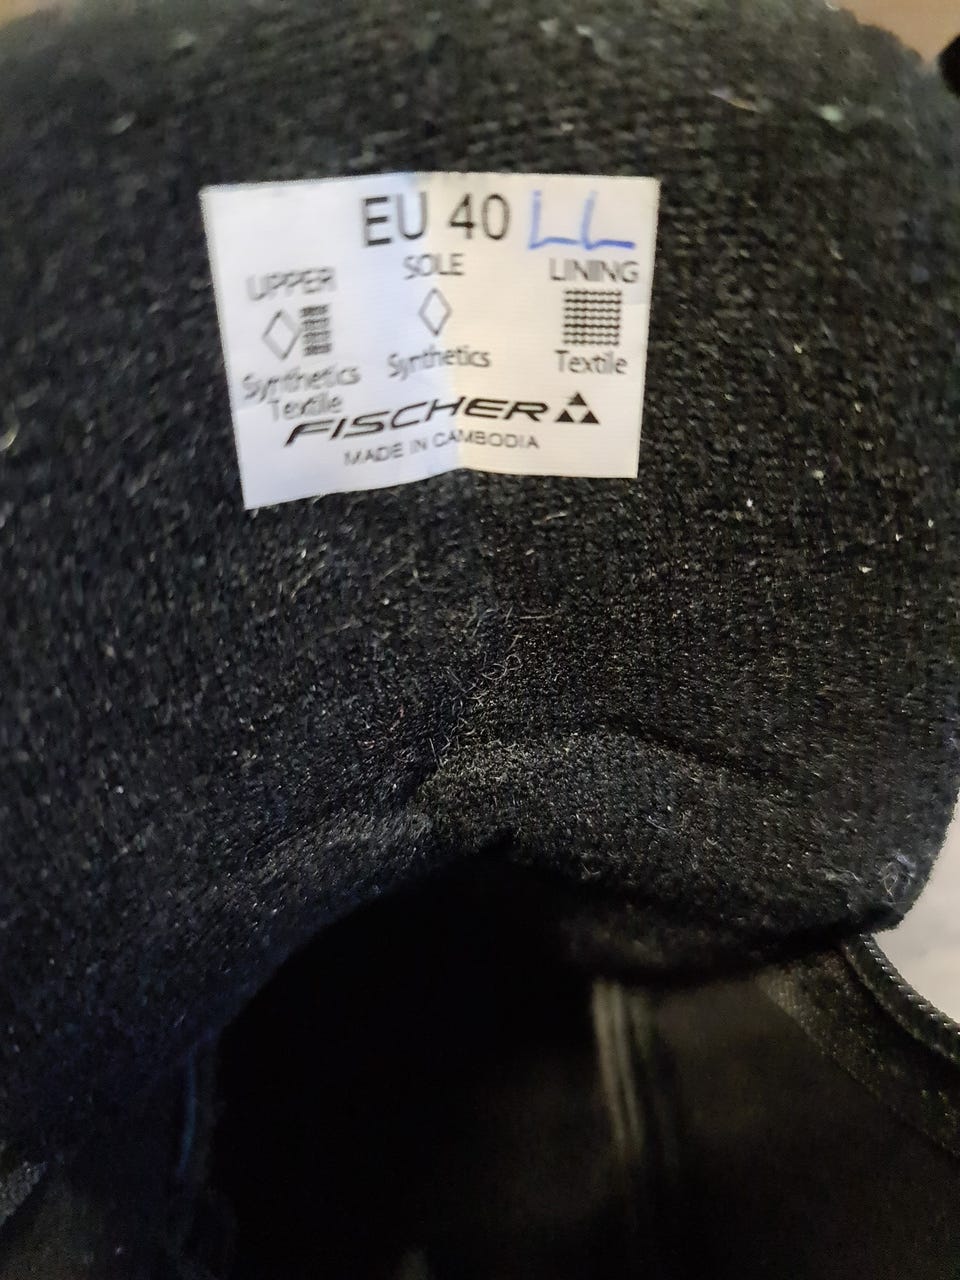 EU 40 LL
UPPER SOLE LINING
Synthetics Synthetics Textile
Textile
FISCHER
MADE IN CAMBODIA